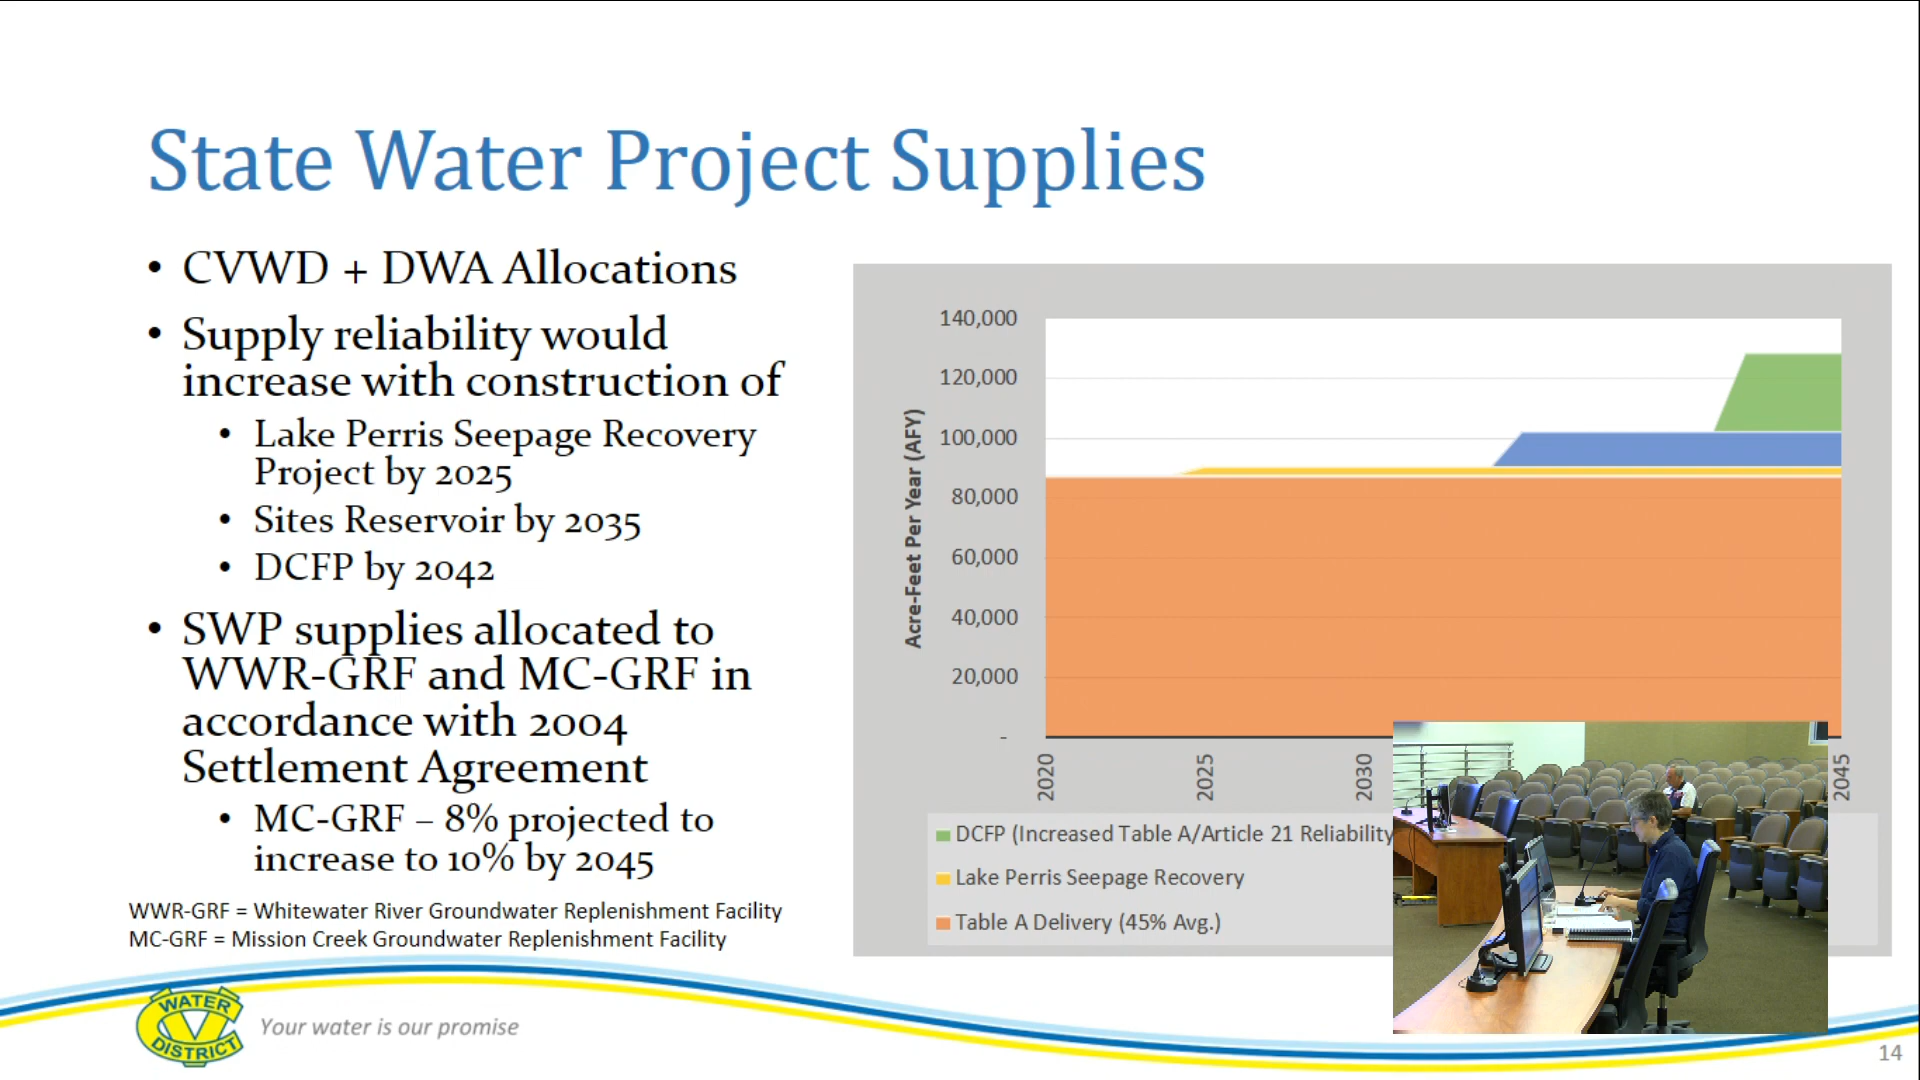 State Water Project Supplies
• CVWD + DWA Allocations
• Supply reliability would
increase with construction of
• Lake Perris Seepage Recovery
Project by 2025
• Sites Reservoir by 2035
• DCFP by 2042
• SWP supplies allocated to
WWR-GRF and MC-GRF in
accordance with 2004
Settlement Agreement
• MC-GRF – 8% projected to
increase to 10% by 2045
WWR-GRF = Whitewater River Groundwater Replenishment Facility
MC-GRF = Mission Creek Groundwater Replenishment Facility
Acre-Feet Per Year (AFY)
140,000
120,000
100,000
80,000
60,000
40,000
20,000
-
2020
2025
2030
2045
DCFP (Increased Table A/Article 21 Reliability
Lake Perris Seepage Recovery
Table A Delivery (45% Avg.)
WATER
CV
DISTRICT
Your water is our promise
14